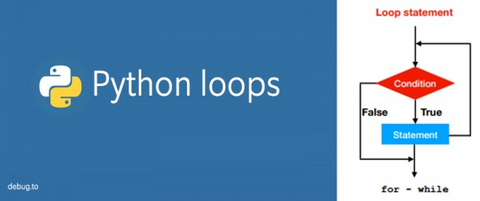 Python loops
debug.to
Loop statement
Condition
False
True
Statement
for - while